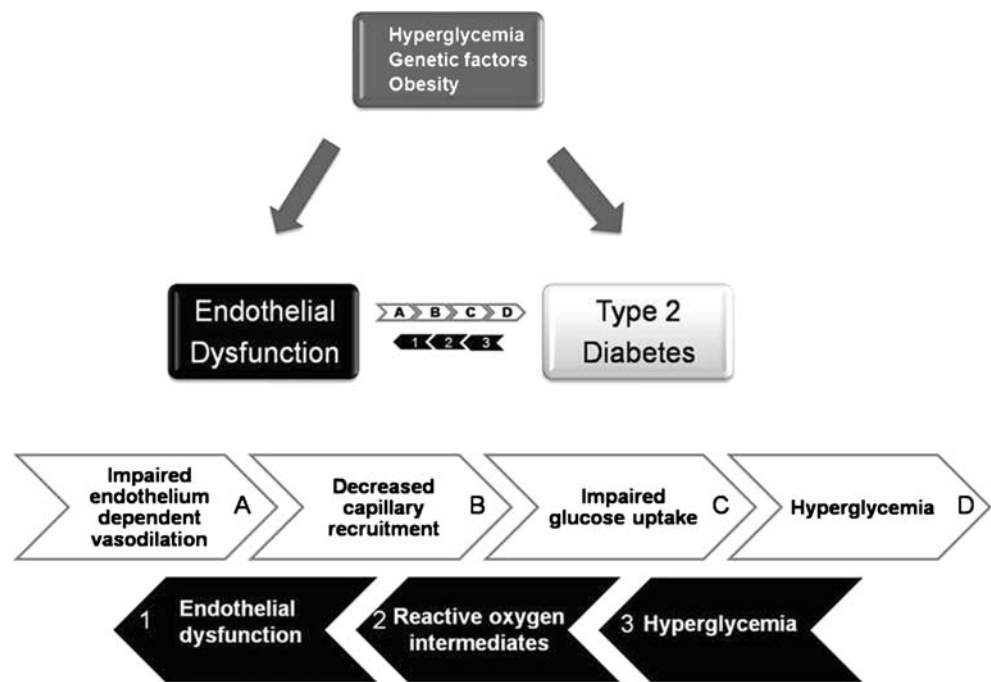 Hyperglycemia
Genetic factors
Obesity
Endothelial
Dysfunction
A B C D
1 2 3
Type 2
Diabetes
Impaired
endothelium
dependent
vasodilation
A
Decreased
capillary
recruitment
B
Impaired
glucose uptake
C
Hyperglycemia D
1 Endothelial
dysfunction
2 Reactive oxygen
intermediates
3 Hyperglycemia